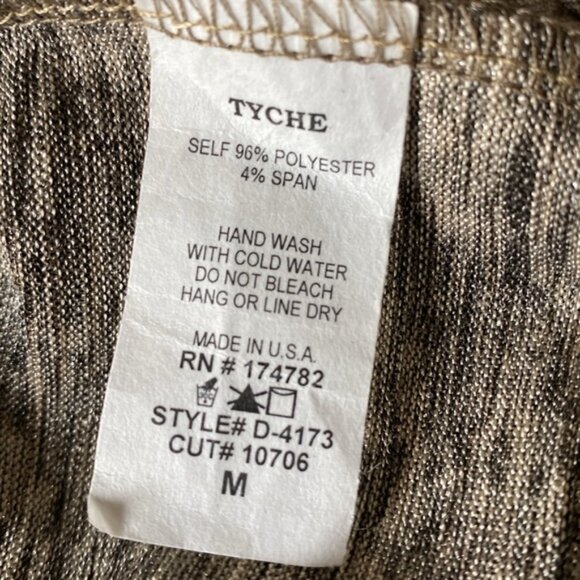 TYCHE
SELF 96% POLYESTER
4% SPAN
HAND WASH
WITH COLD WATER
DO NOT BLEACH
HANG OR LINE DRY
MADE IN U.S.A.
RN # 174782
STYLE# D-4173
CUT# 10706
M